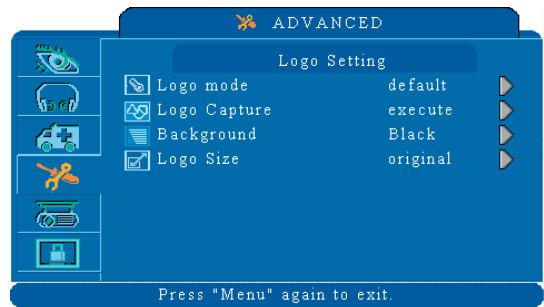 ADVANCED
Logo Setting
Logo mode default
Logo Capture execute
Background Black
Logo Size original
Press "Menu" again to exit.